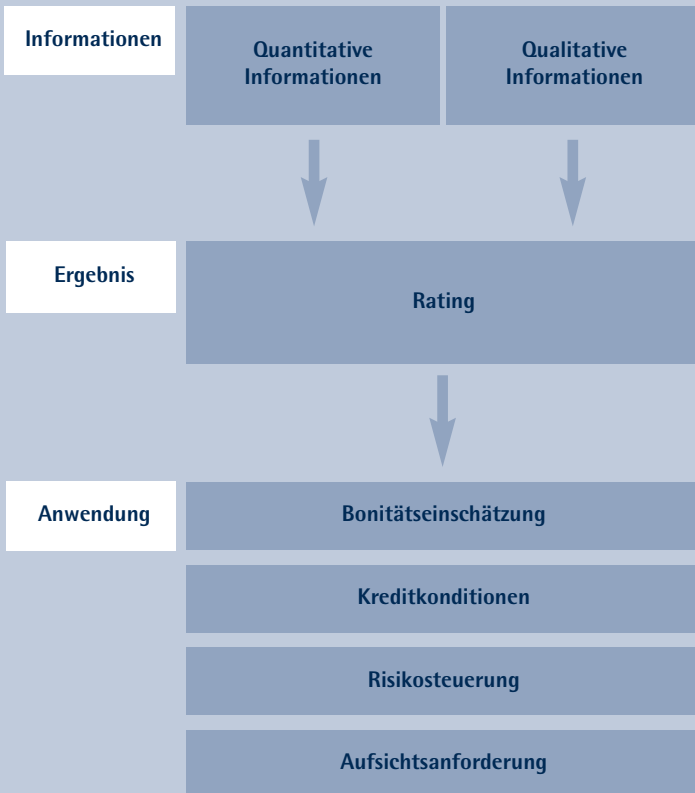 Informationen
Quantitative
Informationen
Qualitative
Informationen
Ergebnis
Rating
Anwendung
Bonitätseinschätzung
Kreditkonditionen
Risikosteuerung
Aufsichtsanforderung